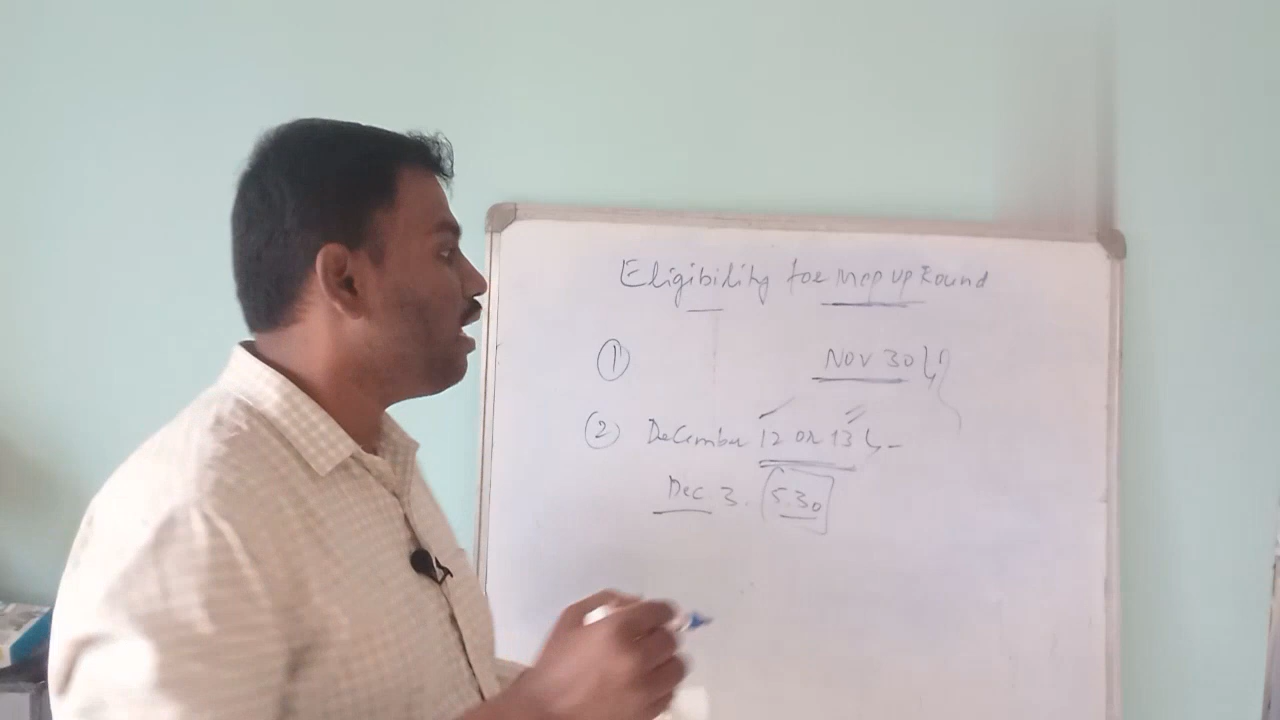 Eligibility for Mop up Round
① Nov 30
② December 12 or 13
Dec 3. 5.30